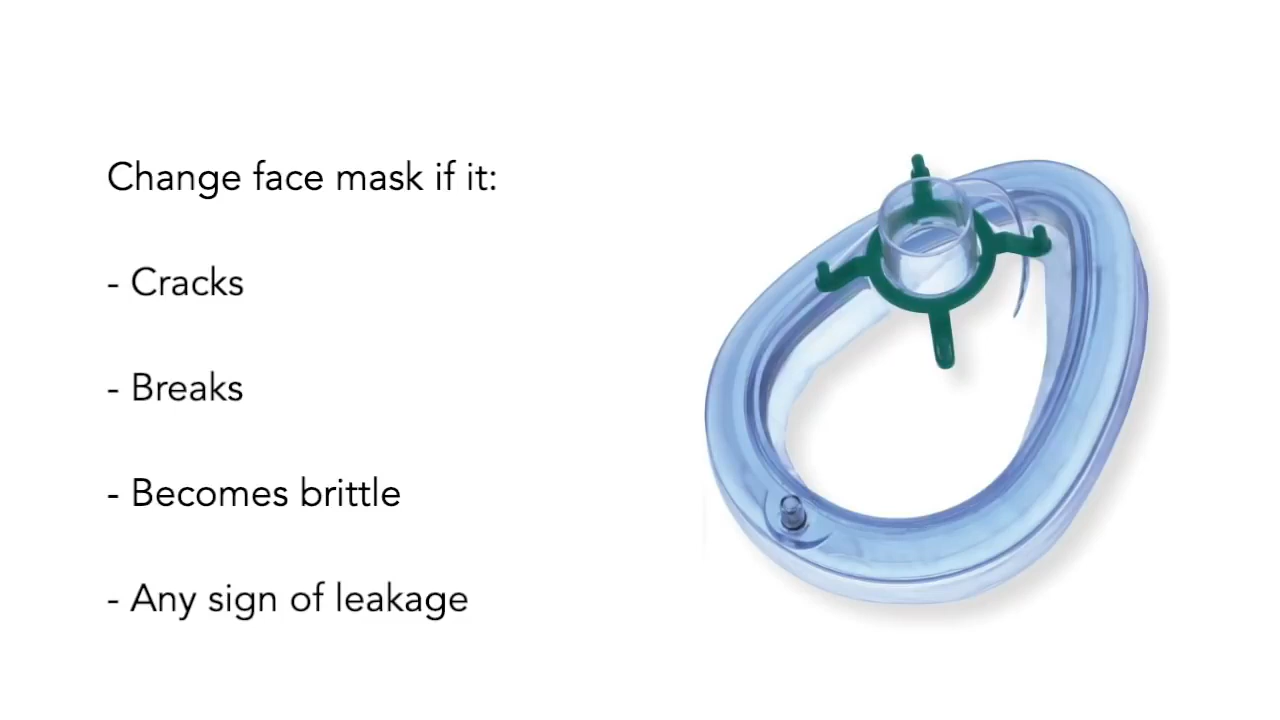 Change face mask if it:
- Cracks
- Breaks
- Becomes brittle
- Any sign of leakage